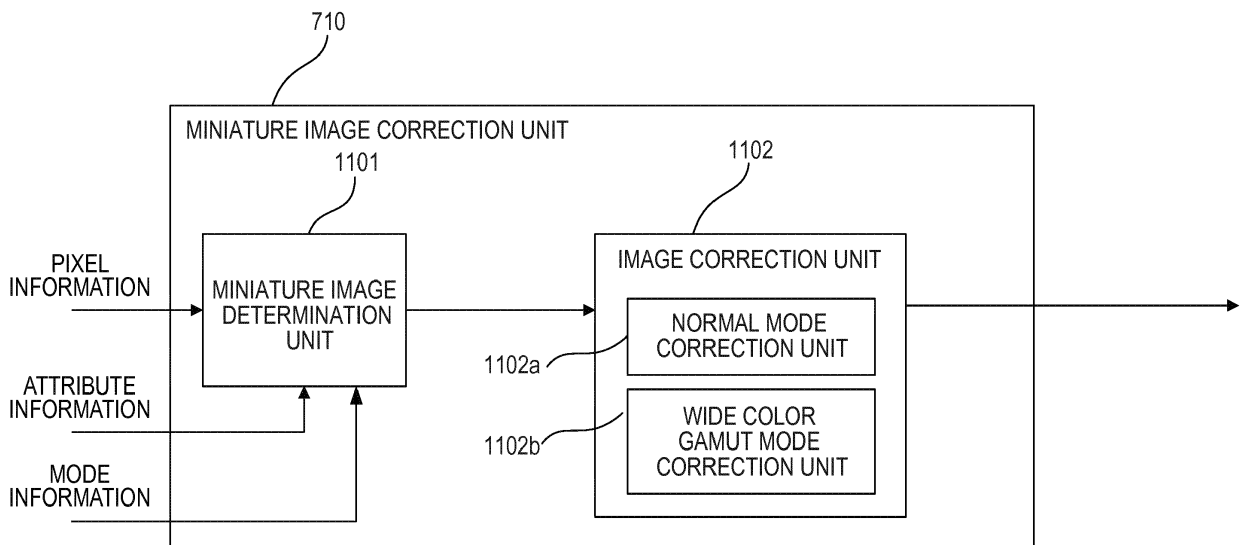 710
MINIATURE IMAGE CORRECTION UNIT
1101
1102
PIXEL
INFORMATION
MINIATURE IMAGE
DETERMINATION
UNIT
IMAGE CORRECTION UNIT
NORMAL MODE
CORRECTION UNIT
1102a
ATTRIBUTE
INFORMATION
WIDE COLOR
GAMUT MODE
CORRECTION UNIT
1102b
MODE
INFORMATION